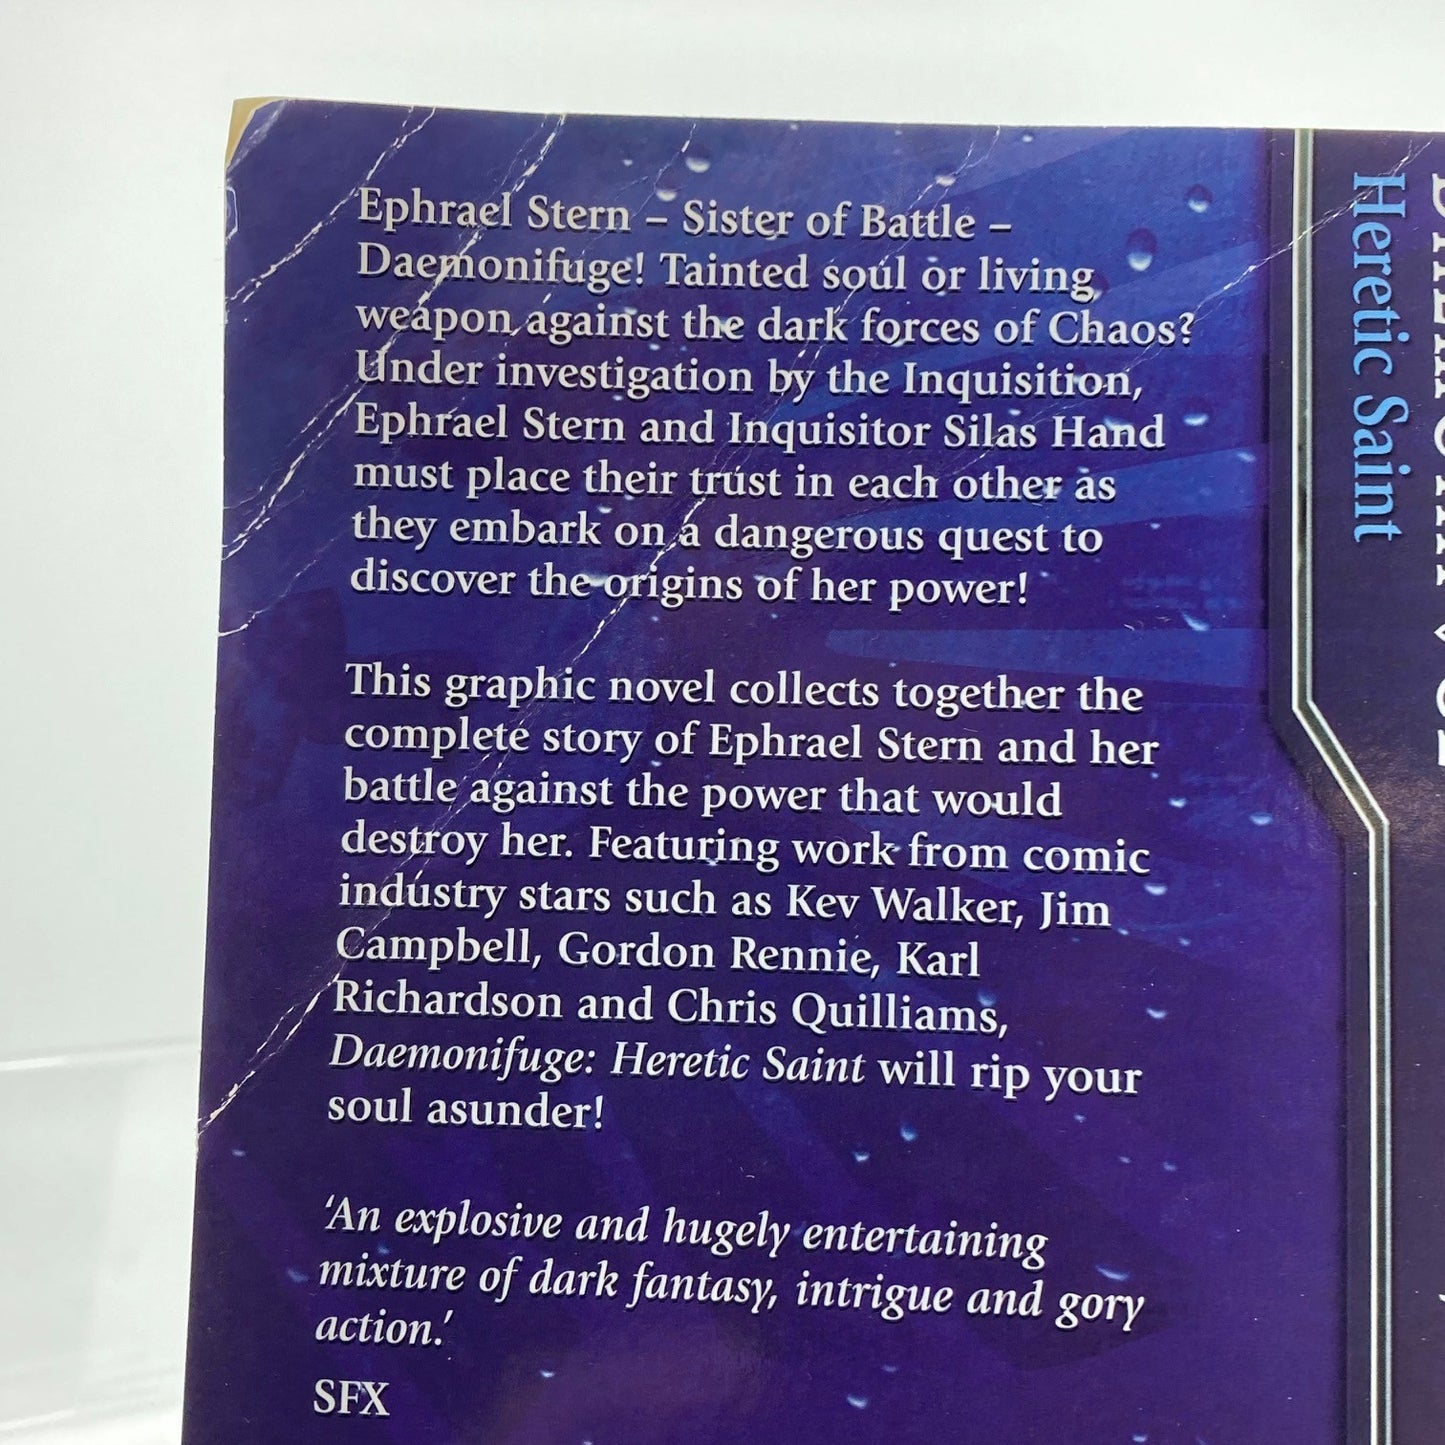 Ephrael Stern – Sister of Battle –
Daemonifuge! Tainted soul or living
weapon against the dark forces of Chaos?
Under investigation by the Inquisition,
Ephrael Stern and Inquisitor Silas Hand
must place their trust in each other as
they embark on a dangerous quest to
discover the origins of her power!
This graphic novel collects together the
complete story of Ephrael Stern and her
battle against the power that would
destroy her. Featuring work from comic
industry stars such as Kev Walker, Jim
Campbell, Gordon Rennie, Karl
Richardson and Chris Quilliams,
Daemonifuge: Heretic Saint will rip your
soul asunder!
‘An explosive and hugely entertaining
mixture of dark fantasy, intrigue and gory
action.’
SFX
Heretic Saint